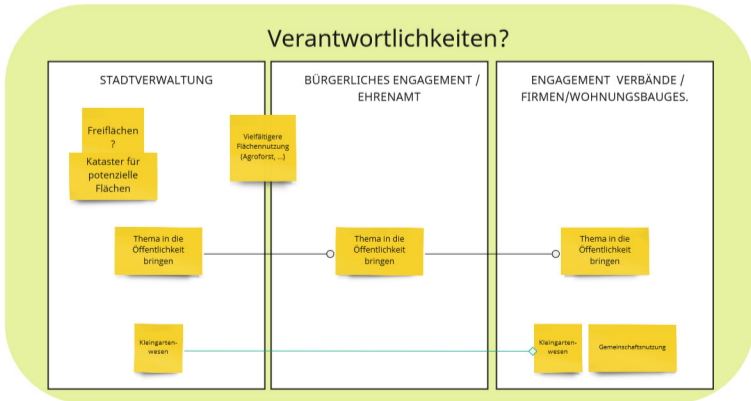 Verantwortlichkeiten?
STADTVERWALTUNG
BÜRGERLICHES ENGAGEMENT /
EHRENAMT
ENGAGEMENT VERBÄNDE /
FIRMEN/WOHNUNGSBAUGES.
Freiflächen
?
Kataster für
potenzielle
Flächen
Vielfältigere
Flächennutzung
(Agroforst, ...)
Thema in die
Öffentlichkeit
bringen
Thema in die
Öffentlichkeit
bringen
Thema in die
Öffentlichkeit
bringen
Kleingarten-
wesen
Kleingarten-
wesen
Gemeinschaftsnutzung